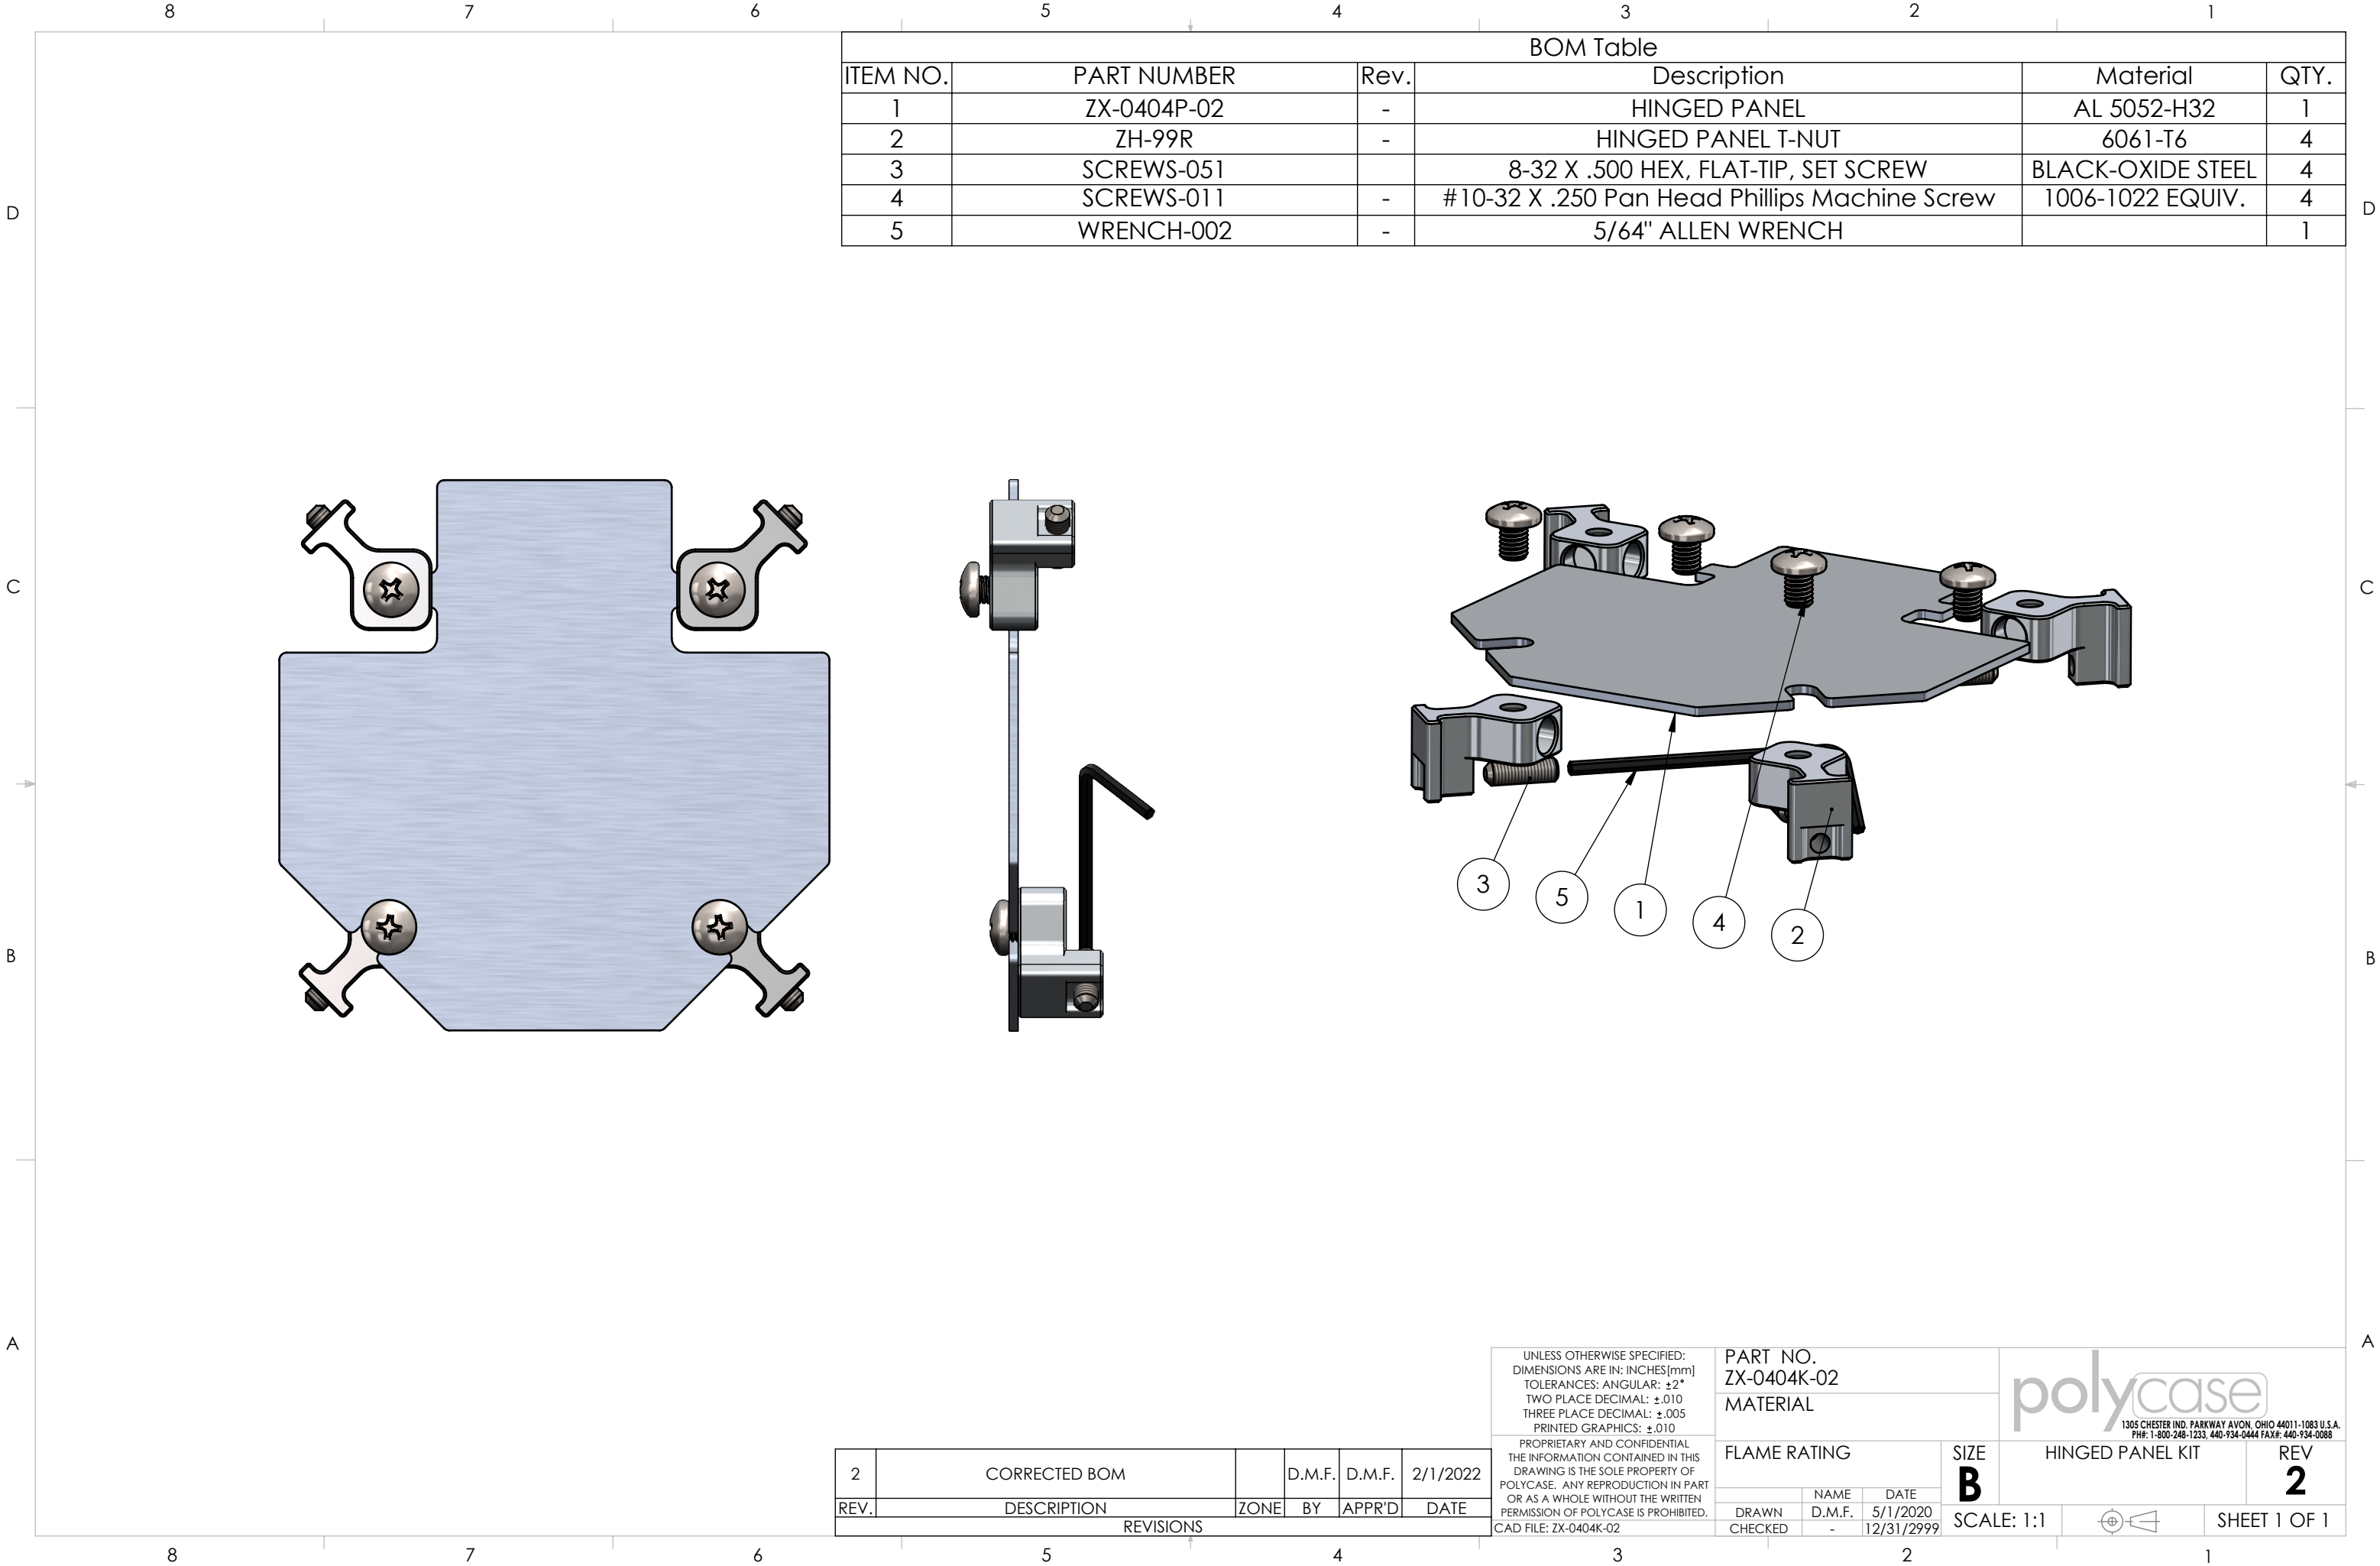 8 7 6 5 4 3 2 1
BOM Table
ITEM NO. PART NUMBER Rev. Description Material QTY.
1 ZX-0404P-02 - HINGED PANEL AL 5052-H32 1
2 ZH-99R - HINGED PANEL T-NUT 6061-T6 4
3 SCREWS-051 8-32 X .500 HEX, FLAT-TIP, SET SCREW BLACK-OXIDE STEEL 4
4 SCREWS-011 - #10-32 X .250 Pan Head Phillips Machine Screw 1006-1022 EQUIV. 4
5 WRENCH-002 - 5/64" ALLEN WRENCH 1
D D
C C
3 5 1 4 2
B B
A A
UNLESS OTHERWISE SPECIFIED:
DIMENSIONS ARE IN: INCHES[mm]
TOLERANCES: ANGULAR: ±2°
TWO PLACE DECIMAL: ±.010
THREE PLACE DECIMAL: ±.005
PRINTED GRAPHICS: ±.010
PROPRIETARY AND CONFIDENTIAL
THE INFORMATION CONTAINED IN THIS
DRAWING IS THE SOLE PROPERTY OF
POLYCASE. ANY REPRODUCTION IN PART
OR AS A WHOLE WITHOUT THE WRITTEN
PERMISSION OF POLYCASE IS PROHIBITED.
CAD FILE: ZX-0404K-02
PART NO.
ZX-0404K-02
MATERIAL
FLAME RATING
NAME DATE
DRAWN D.M.F. 5/1/2020
CHECKED - 12/31/2999
polycase
1305 CHESTER IND. PARKWAY AVON, OHIO 44011-1083 U.S.A.
PH#: 1-800-248-1233, 440-934-0444 FAX#: 440-934-0088
SIZE
B
HINGED PANEL KIT
REV
2
SCALE: 1:1
SHEET 1 OF 1
2 CORRECTED BOM D.M.F. D.M.F. 2/1/2022
REV. DESCRIPTION ZONE BY APPR'D DATE
REVISIONS
8 7 6 5 4 3 2 1